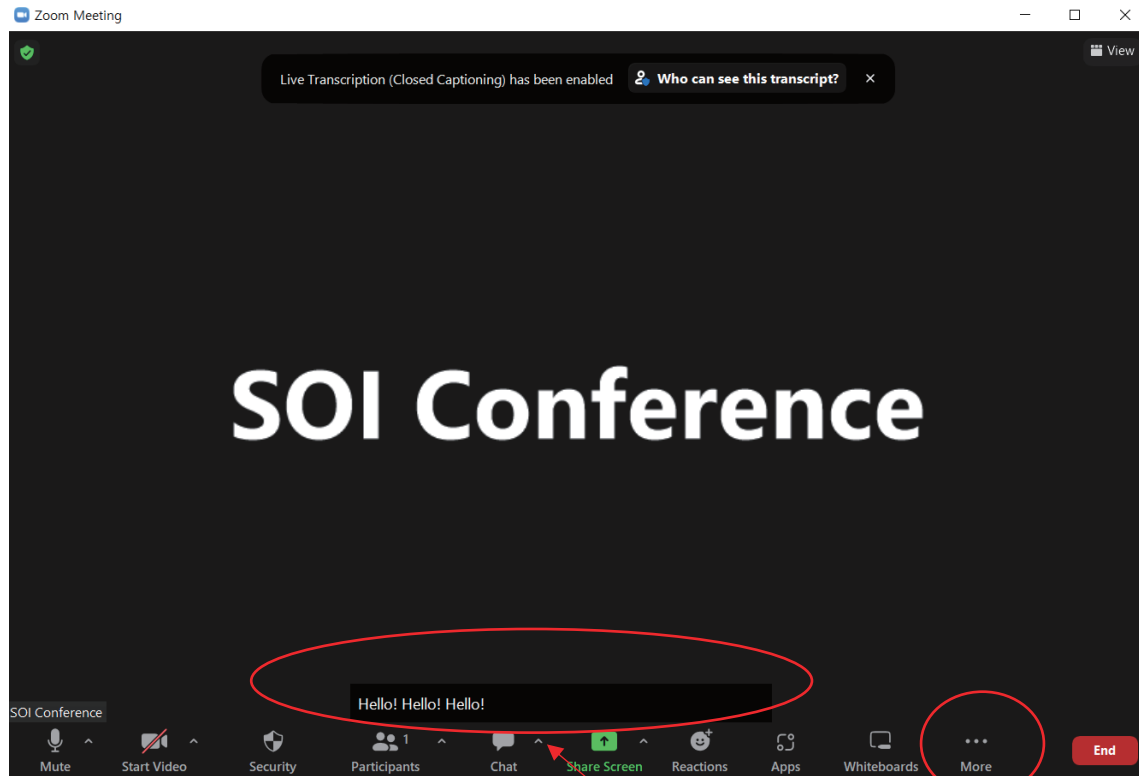 Zoom Meeting
View
Live Transcription (Closed Captioning) has been enabled Who can see this transcript?
SOI Conference
Hello! Hello! Hello!
SOI Conference
1
Mute Start Video Security Participants Chat Share Screen Reactions Apps Whiteboards More End